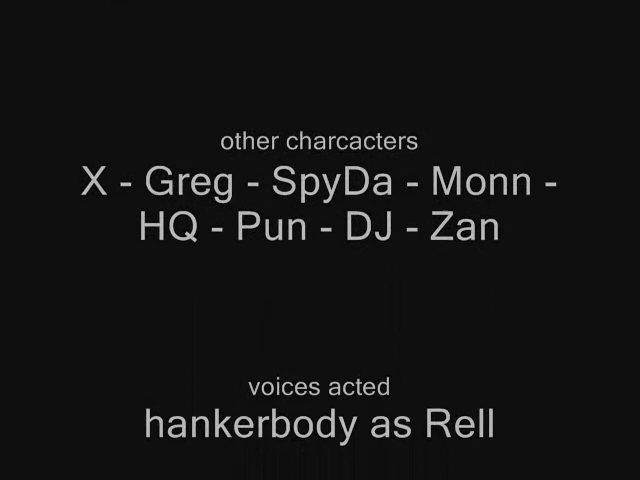 other charcacters
X - Greg - SpyDa - Monn -
HQ - Pun - DJ - Zan
voices acted
hankerbody as Rell